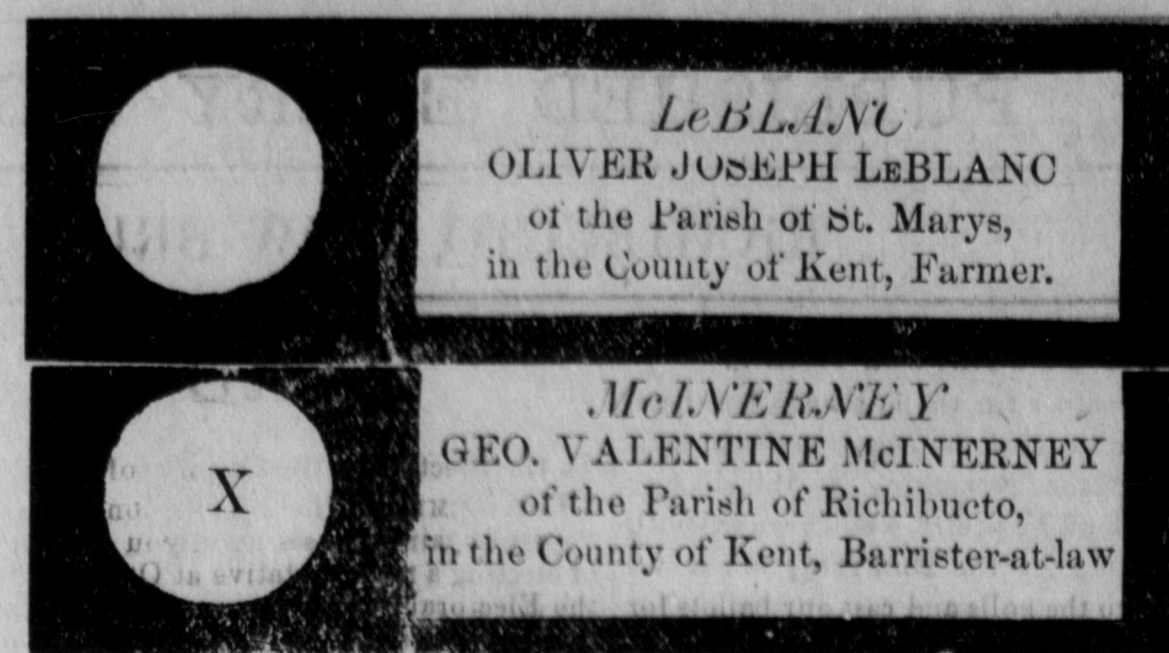 LeBLANC
OLIVER JOSEPH LEBLANC
of the Parish of St. Marys,
in the County of Kent, Farmer.
McINERNEY
X
GEO. VALENTINE McINERNEY
of the Parish of Richibucto,
in the County of Kent, Barrister-at-law